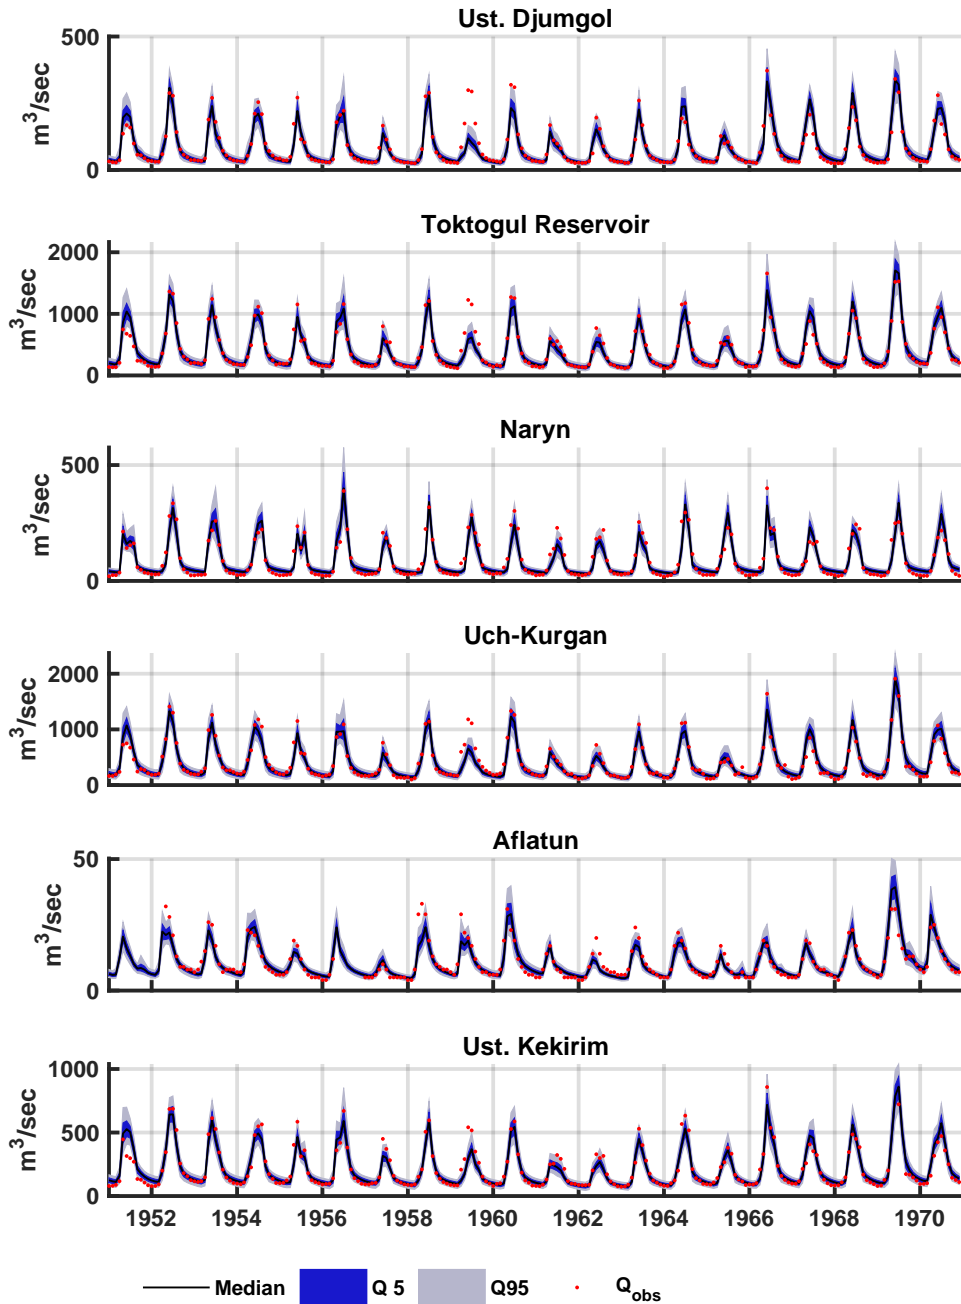 Ust. Djumgol
500
0
m³/sec
Toktogul Reservoir
2000
1000
0
m³/sec
Naryn
500
0
m³/sec
Uch-Kurgan
2000
1000
0
m³/sec
Aflatun
50
0
m³/sec
Ust. Kekirim
1000
500
0
m³/sec
1952 1954 1956 1958 1960 1962 1964 1966 1968 1970
Median Q 5 Q95 Qobs